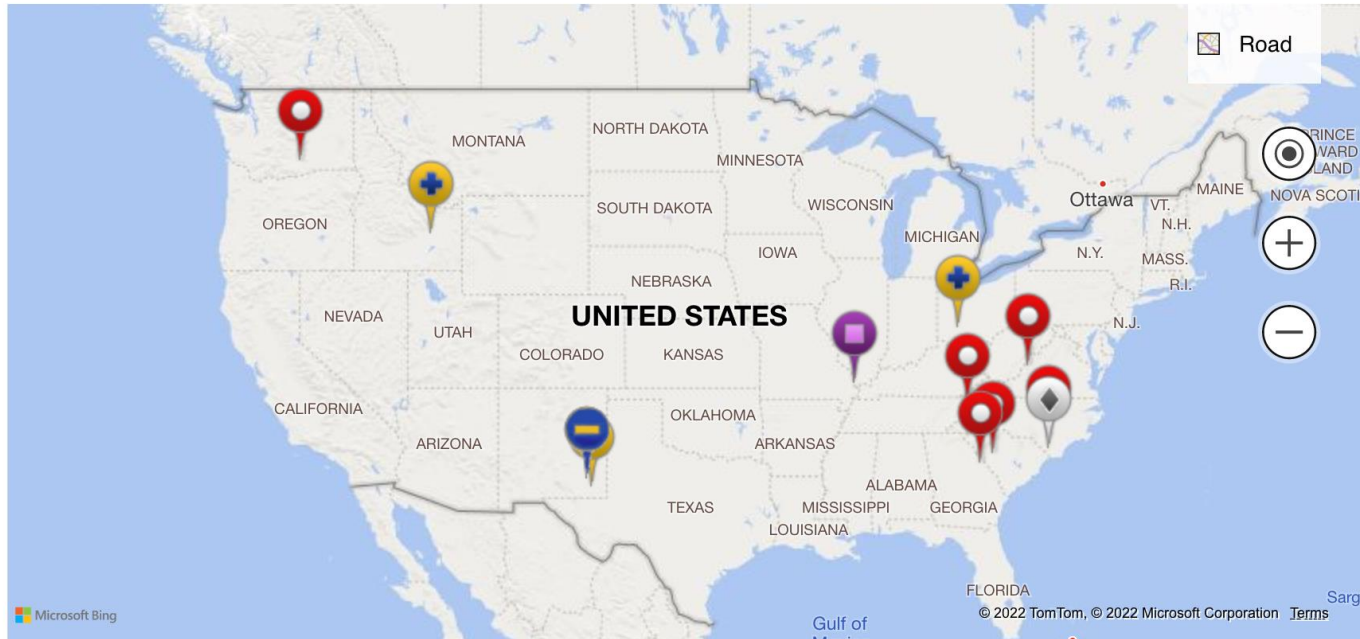 Road
PRINCE
WARD
LAND
NOVA SCOTI
Ottawa
MAINE
VT.
N.H.
N.Y.
MASS.
R.I.
N.J.
MONTANA
NORTH DAKOTA
MINNESOTA
SOUTH DAKOTA
WISCONSIN
OREGON
MICHIGAN
IOWA
NEBRASKA
NEVADA
UNITED STATES
UTAH
COLORADO
KANSAS
CALIFORNIA
OKLAHOMA
ARIZONA
ARKANSAS
ALABAMA
TEXAS
MISSISSIPPI
GEORGIA
LOUISIANA
FLORIDA
Sarg
Microsoft Bing
© 2022 TomTom, © 2022 Microsoft Corporation Terms
Gulf of